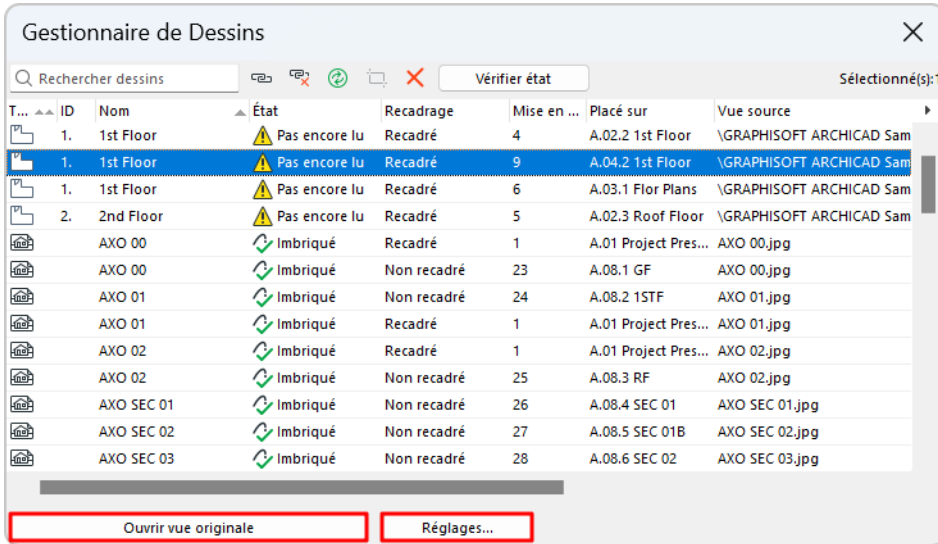 Gestionnaire de Dessins
Rechercher dessins Vérifier état Sélectionné(s):1
T... ID Nom État Recadrage Mise en ... Placé sur Vue source
1. 1st Floor Pas encore lu Recadré 4 A.02.2 1st Floor \GRAPHISOFT ARCHICAD Sam
1. 1st Floor Pas encore lu Recadré 9 A.04.2 1st Floor \GRAPHISOFT ARCHICAD Sam
1. 1st Floor Pas encore lu Recadré 6 A.03.1 Flor Plans \GRAPHISOFT ARCHICAD Sam
2. 2nd Floor Pas encore lu Recadré 5 A.02.3 Roof Floor \GRAPHISOFT ARCHICAD Sam
AXO 00 Imbriqué Recadré 1 A.01 Project Pres... AXO 00.jpg
AXO 00 Imbriqué Non recadré 23 A.08.1 GF AXO 00.jpg
AXO 01 Imbriqué Non recadré 24 A.08.2 1STF AXO 01.jpg
AXO 01 Imbriqué Recadré 1 A.01 Project Pres... AXO 01.jpg
AXO 02 Imbriqué Recadré 1 A.01 Project Pres... AXO 02.jpg
AXO 02 Imbriqué Non recadré 25 A.08.3 RF AXO 02.jpg
AXO SEC 01 Imbriqué Non recadré 26 A.08.4 SEC 01 AXO SEC 01.jpg
AXO SEC 02 Imbriqué Non recadré 27 A.08.5 SEC 01B AXO SEC 02.jpg
AXO SEC 03 Imbriqué Non recadré 28 A.08.6 SEC 02 AXO SEC 03.jpg
Ouvrir vue originale Réglages...